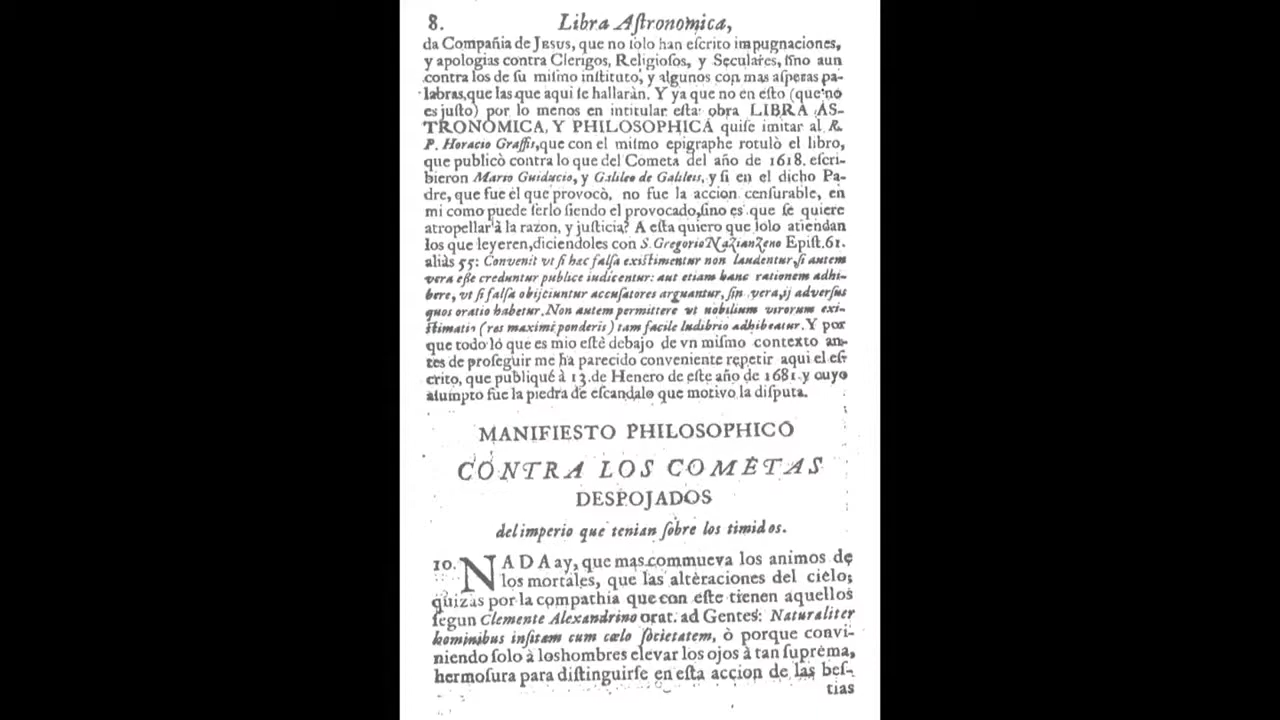 8. Libra Aſtronomica,
da Compañia de Jesus, que no ſolo han eſcrito impugnaciones,
y apologias contra Clerigos, Religioſos, y Seculares, ſino aun
contra los de ſu miſmo inſtituto, y algunos con mas aſperas pa-
labras, que las que aqui ſe hallaràn. Y ya que no en eſto (que no
es juſto) por lo menos en intitular eſta obra LIBRA AS-
TRONOMICA, Y PHILOSOPHICA quiſe imitar al R.
P. Horacio Graſſis, que con el miſmo epigraphe rotulò el libro,
que publicò contra lo que del Cometa del año de 1618. eſcri-
bieron Mario Guiducio, y Galileo de Galileis, y ſi en el dicho Pa-
dre, que fue el que provocò, no fue la accion cenſurable, en
mi como puede ſerlo ſiendo el provocado, ſino es que ſe quiere
atropellar à la razon, y juſticia? A eſta quiero que ſolo atiendan
los que leyeren, diciendoles con S. Gregorio Nazianzeno Epiſt. 61.
aliàs 55: Convenit vt ſi hac falſa exiſtimentur non laudentur, ſi autem
vera eſſe creduntur publice iudicentur: aut etiam hanc rationem adhi-
bere, vt ſi falſa obijciuntur accuſatores arguantur, ſin vera, ij adverſus
quos oratio habetur. Non autem permittere vt nobilium virorum exi-
ſtimatio (res maximi ponderis) tam facile ludibrio adhibeatur. Y por
que todo lo que es mio eſtè debajo de vn miſmo contexto an-
tes de proſeguir me ha parecido conveniente repetir aqui el eſ-
crito, que publiqué à 13. de Henero de eſte año de 1681. y cuyo
aſumpto fue la piedra de eſcandalo que motivo la diſputa.
MANIFIESTO PHILOSOPHICO
CONTRA LOS COMETAS
DESPOJADOS
del imperio que tenian ſobre los timidos.
10. NADA ay, que mas commueva los animos de
los mortales, que las altèraciones del cielo;
quizas por la compathia que con eſte tienen aquellos
ſegun Clemente Alexandrino orat. ad Gentes: Naturaliter
hominibus inſitam cum cœlo ſocietatem, ò porque convi-
niendo ſolo à los hombres elevar los ojos à tan ſuprema,
hermoſura para diſtinguirſe en eſta accion de las beſ-
tias